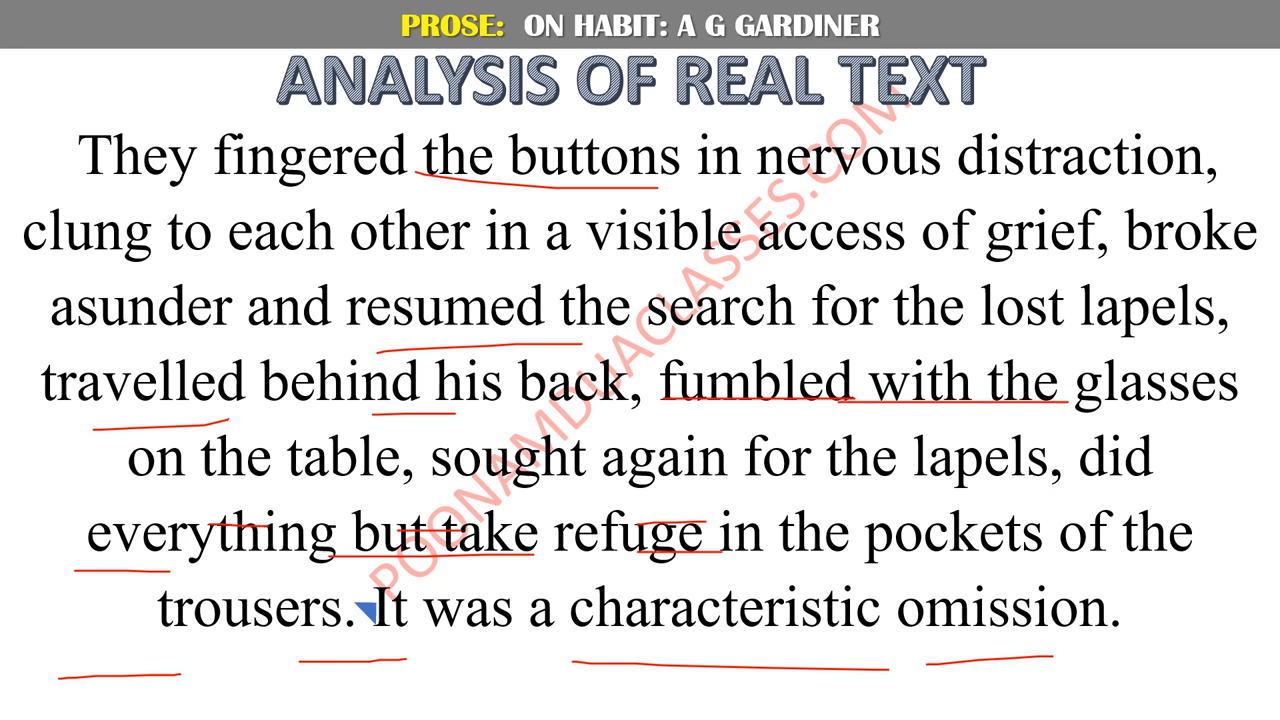 PROSE: ON HABIT: A G GARDINER
ANALYSIS OF REAL TEXT
They fingered the buttons in nervous distraction,
clung to each other in a visible access of grief, broke
asunder and resumed the search for the lost lapels,
travelled behind his back, fumbled with the glasses
on the table, sought again for the lapels, did
everything but take refuge in the pockets of the
trousers. It was a characteristic omission.
POONAMDUACLASSES.COM